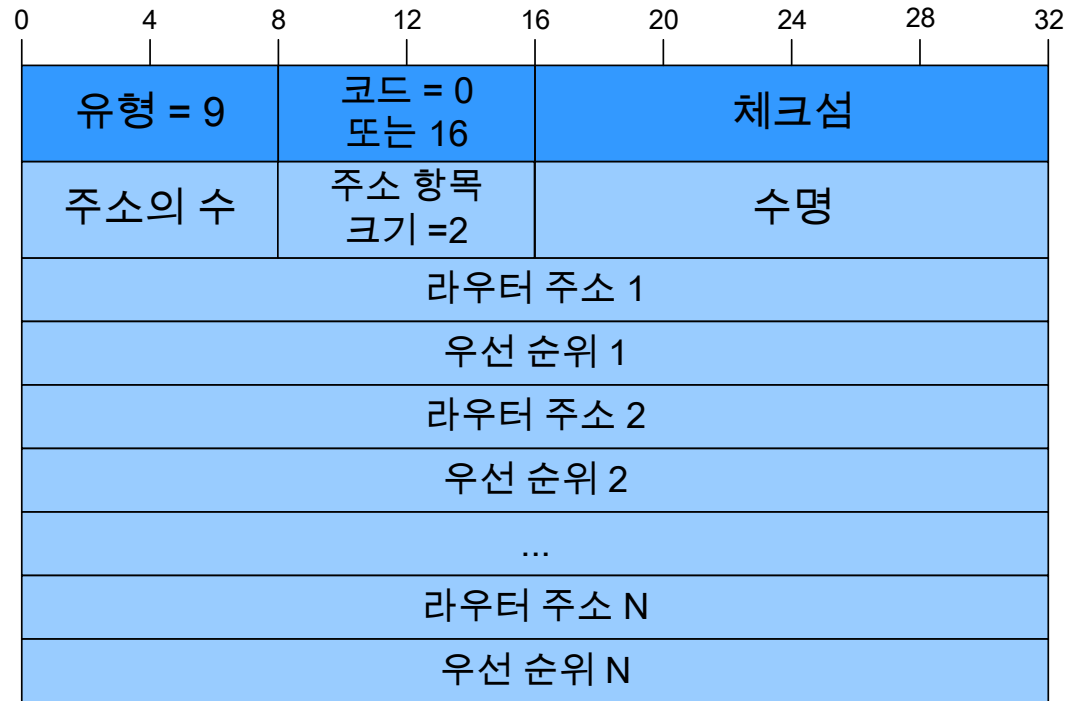 0 4 8 12 16 20 24 28 32
유형 = 9
코드 = 0
또는 16
체크섬
주소의 수
주소 항목
크기 =2
수명
라우터 주소 1
우선 순위 1
라우터 주소 2
우선 순위 2
...
라우터 주소 N
우선 순위 N